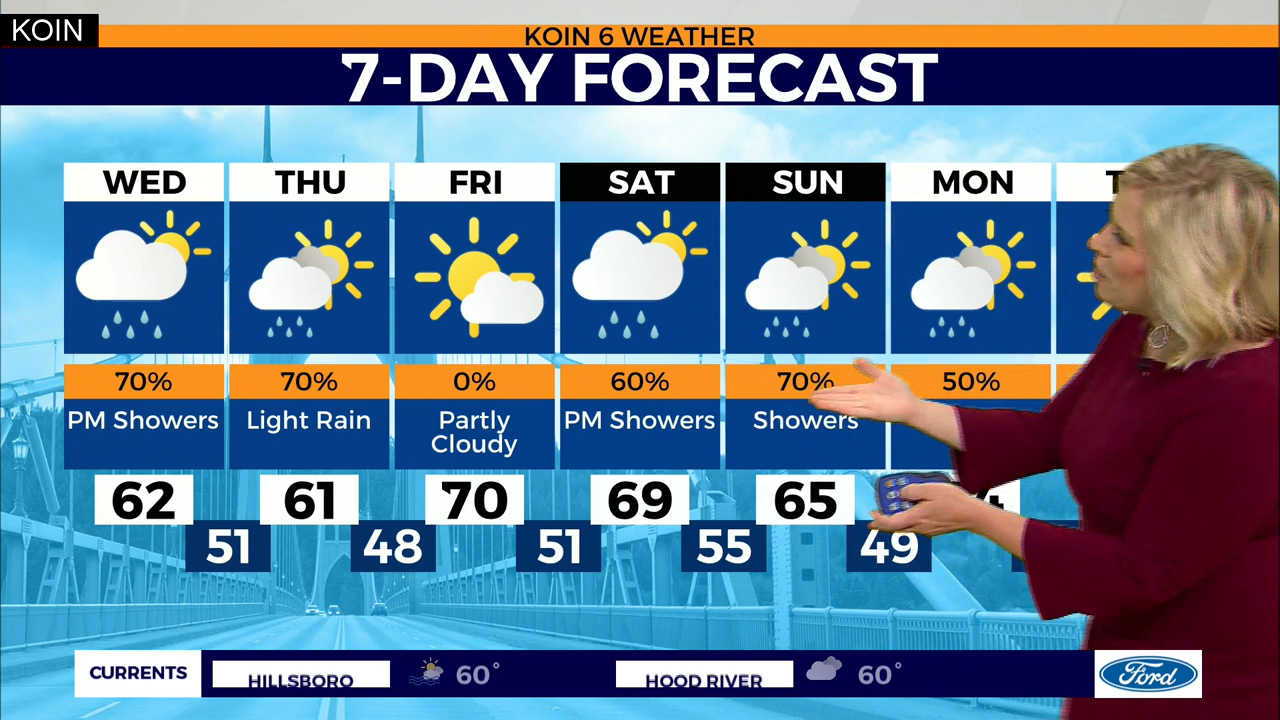 KOIN
KOIN 6 WEATHER
7-DAY FORECAST
WED THU FRI SAT SUN MON
70% 70% 0% 60% 70% 50%
PM Showers Light Rain Partly Cloudy PM Showers Showers
62 61 70 69 65
51 48 51 55 49
CURRENTS HILLSBORO 60° HOOD RIVER 60° Ford